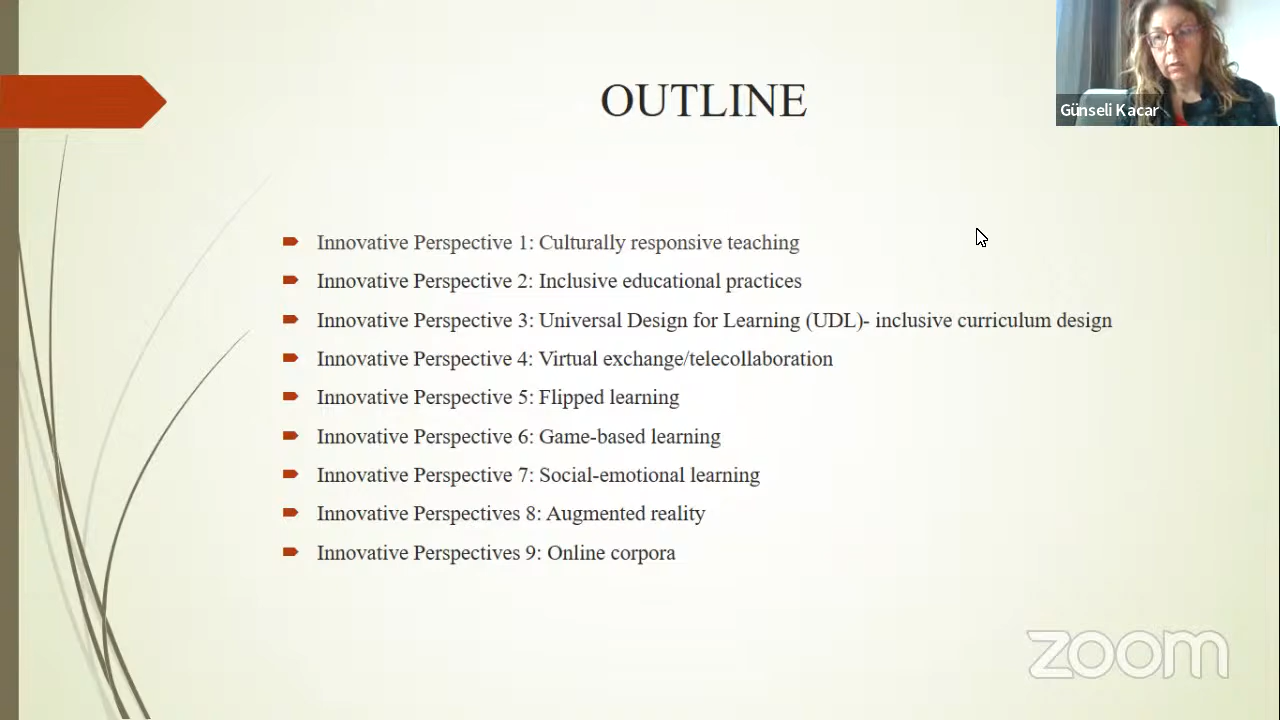 OUTLINE
Günseli Kacar
Innovative Perspective 1: Culturally responsive teaching
Innovative Perspective 2: Inclusive educational practices
Innovative Perspective 3: Universal Design for Learning (UDL)- inclusive curriculum design
Innovative Perspective 4: Virtual exchange/telecollaboration
Innovative Perspective 5: Flipped learning
Innovative Perspective 6: Game-based learning
Innovative Perspective 7: Social-emotional learning
Innovative Perspectives 8: Augmented reality
Innovative Perspectives 9: Online corpora
zoom